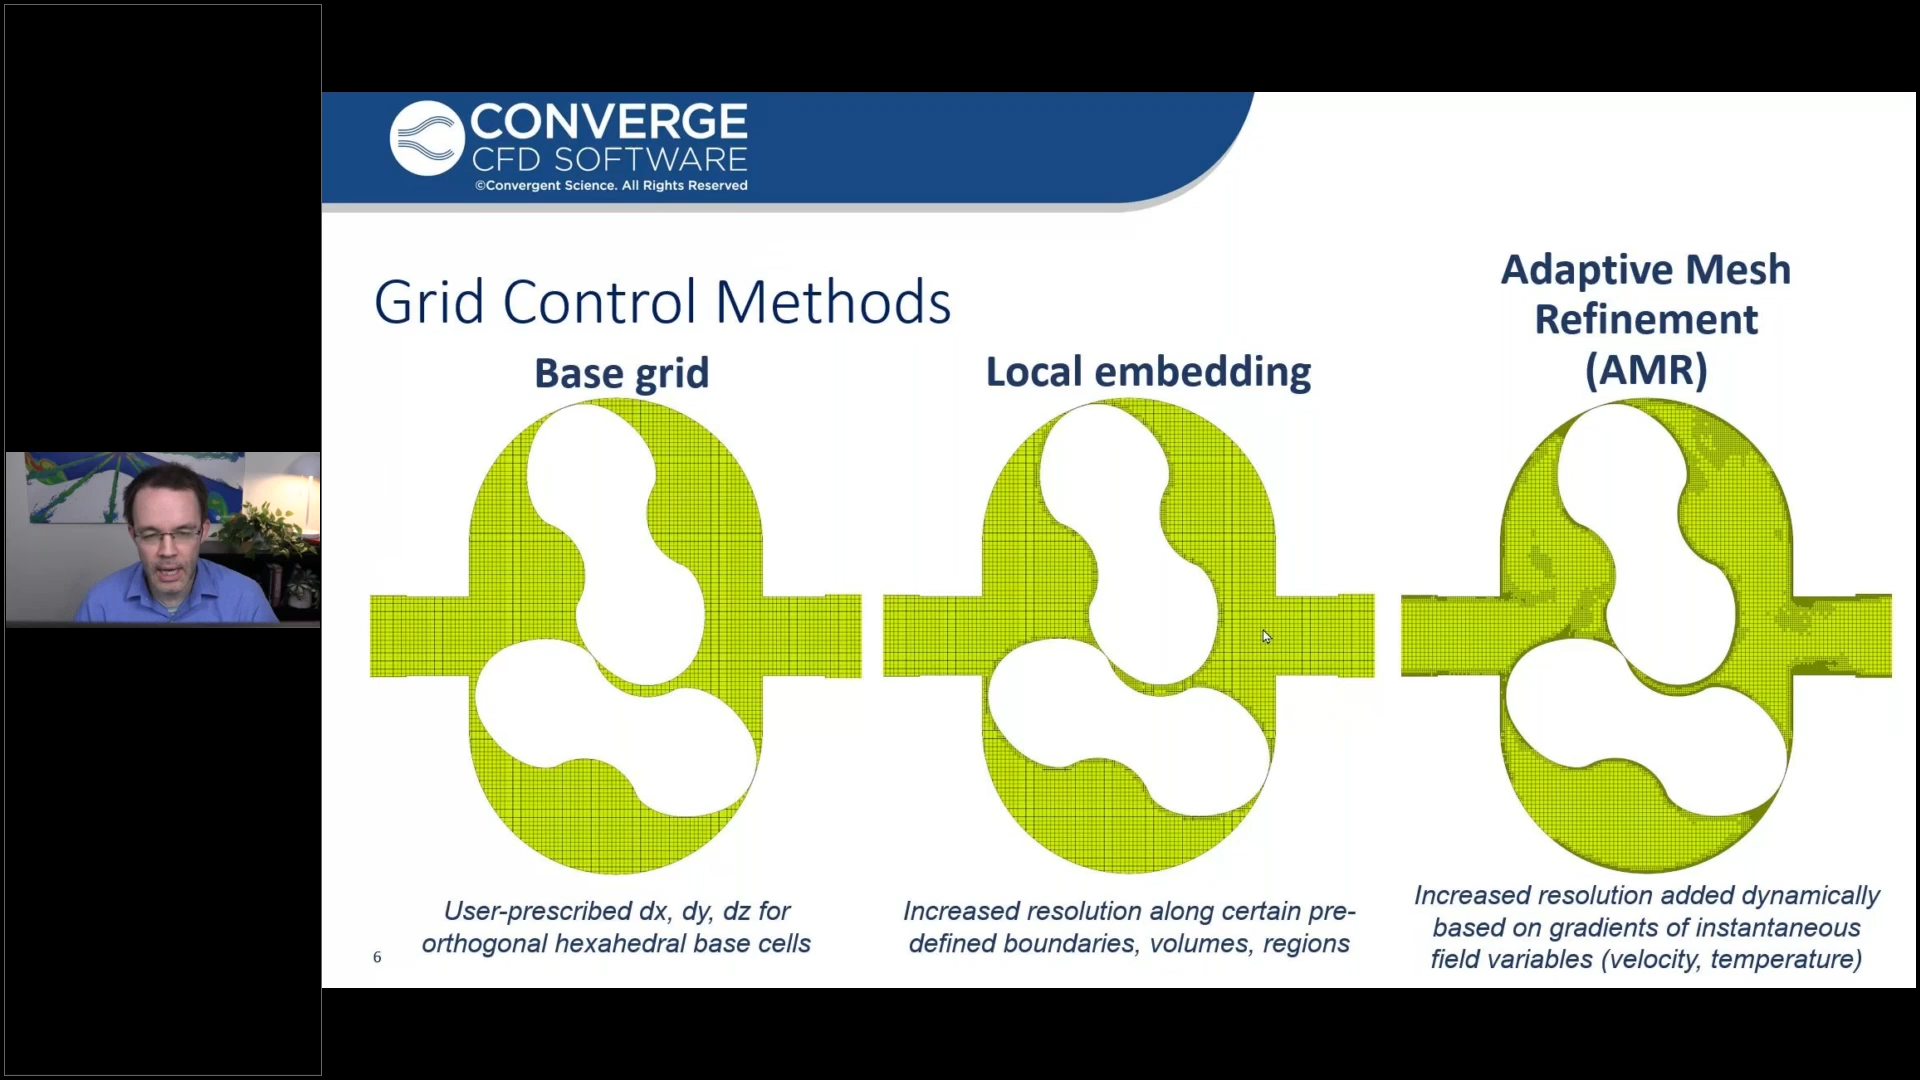 CONVERGE
CFD SOFTWARE
©Convergent Science. All Rights Reserved
Grid Control Methods
Base grid
Local embedding
Adaptive Mesh
Refinement
(AMR)
User-prescribed dx, dy, dz for
orthogonal hexahedral base cells
Increased resolution along certain pre-
defined boundaries, volumes, regions
Increased resolution added dynamically
based on gradients of instantaneous
field variables (velocity, temperature)
6